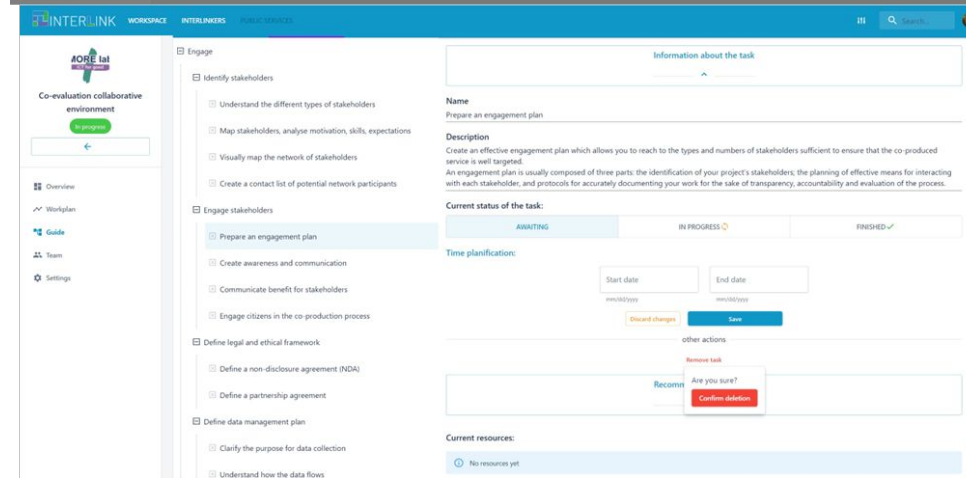 INTERLINK
WORKSPACE
INTERLINKERS
PUBLIC SERVICES
Search...
MORE lab
Co-evaluation collaborative
environment
In progress
Overview
Workplan
Guide
Team
Settings
Engage
Identify stakeholders
Understand the different types of stakeholders
Map stakeholders, analyse motivation, skills, expectations
Visually map the network of stakeholders
Create a contact list of potential network participants
Engage stakeholders
Prepare an engagement plan
Create awareness and communication
Communicate benefit for stakeholders
Engage citizens in the co-production process
Define legal and ethical framework
Define a non-disclosure agreement (NDA)
Define a partnership agreement
Define data management plan
Clarify the purpose for data collection
Understand how the data flows
Information about the task
Name
Prepare an engagement plan
Description
Create an effective engagement plan which allows you to reach to the types and numbers of stakeholders sufficient to ensure that the co-produced
service is well targeted.
An engagement plan is usually composed of three parts: the identification of your project's stakeholders; the planning of effective means for interacting
with each stakeholder, and protocols for accurately documenting your work for the sake of transparency, accountability and evaluation of the process.
Current status of the task:
AWAITING
IN PROGRESS
FINISHED
Time planification:
Start date
End date
mm/dd/yyyy
mm/dd/yyyy
Discard changes
Save
other actions
Remove task
Are you sure?
Confirm deletion
Recomm
Current resources:
No resources yet